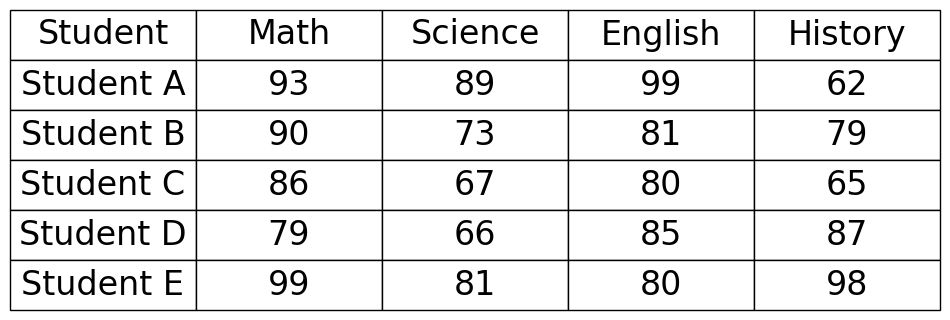 Student Math Science English History
Student A 93 89 99 62
Student B 90 73 81 79
Student C 86 67 80 65
Student D 79 66 85 87
Student E 99 81 80 98